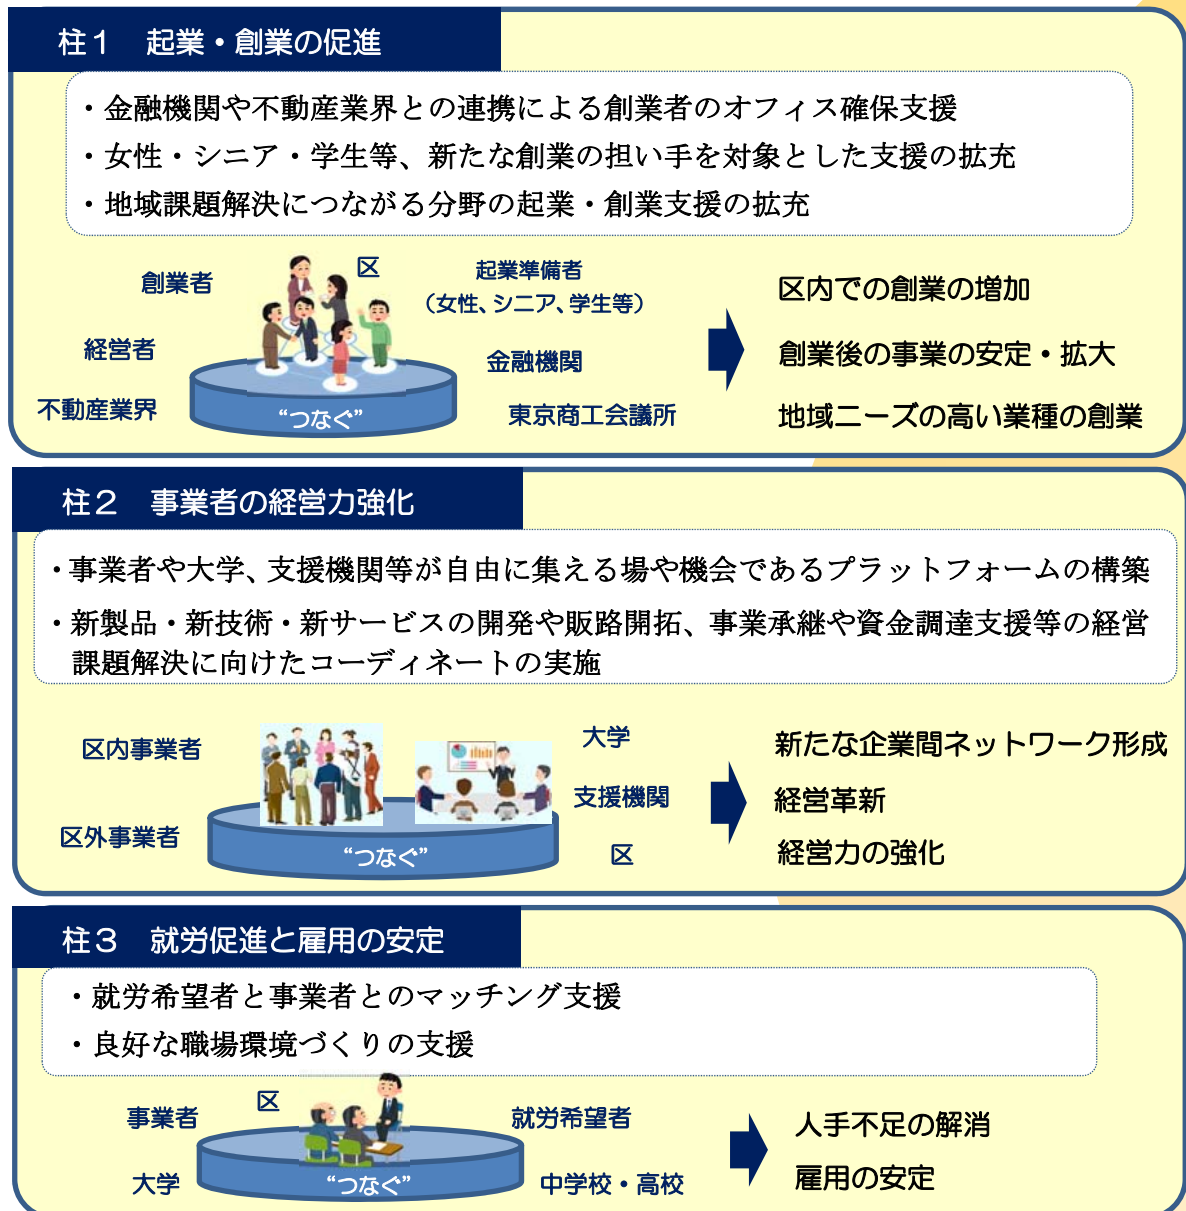 柱１　起業・創業の促進
・金融機関や不動産業界との連携による創業者のオフィス確保支援
・女性・シニア・学生等、新たな創業の担い手を対象とした支援の拡充
・地域課題解決につながる分野の起業・創業支援の拡充
創業者
区
起業準備者
（女性、シニア、学生等）
経営者
金融機関
不動産業界
“つなぐ”
東京商工会議所
区内での創業の増加
創業後の事業の安定・拡大
地域ニーズの高い業種の創業
柱２　事業者の経営力強化
・事業者や大学、支援機関等が自由に集える場や機会であるプラットフォームの構築
・新製品・新技術・新サービスの開発や販路開拓、事業承継や資金調達支援等の経営
課題解決に向けたコーディネートの実施
区内事業者
大学
支援機関
区外事業者
“つなぐ”
区
新たな企業間ネットワーク形成
経営革新
経営力の強化
柱３　就労促進と雇用の安定
・就労希望者と事業者とのマッチング支援
・良好な職場環境づくりの支援
事業者
区
就労希望者
大学
“つなぐ”
中学校・高校
人手不足の解消
雇用の安定